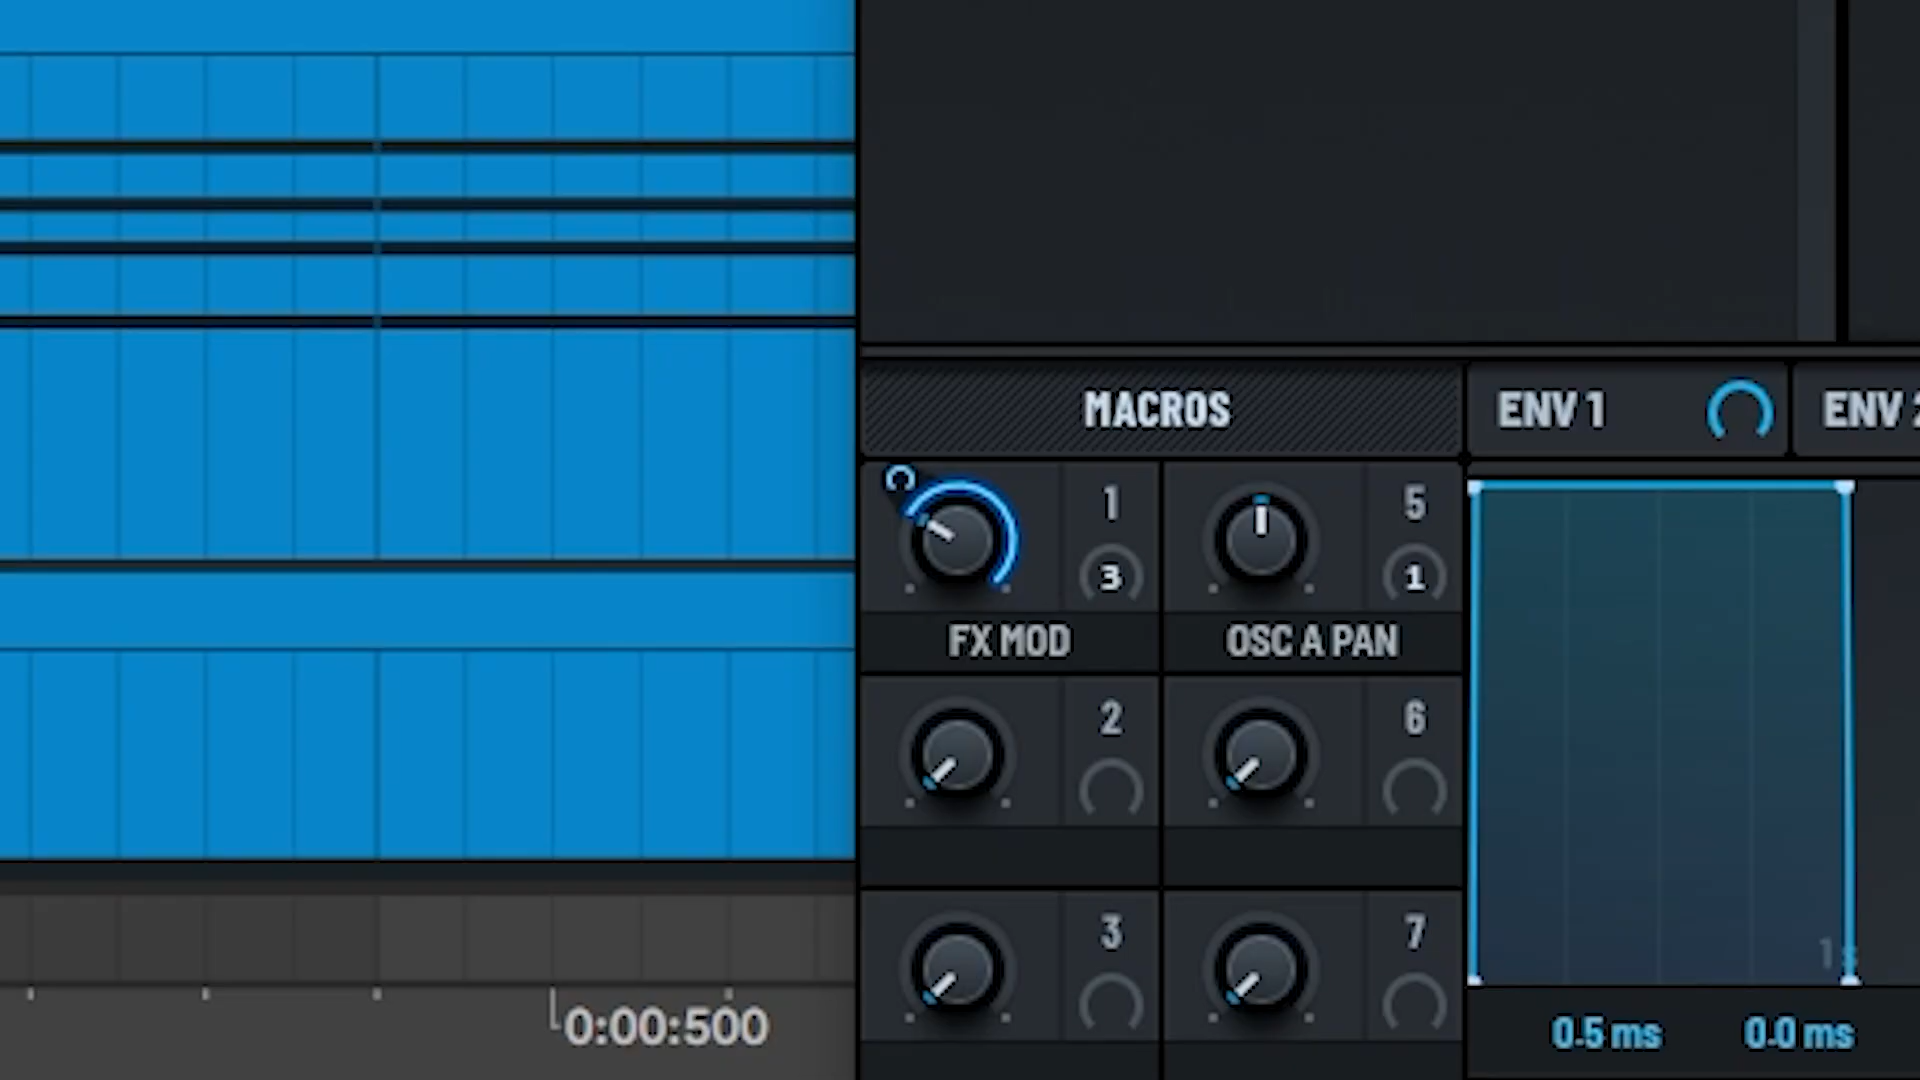 MACROS
ENV 1
ENV
1
3
5
1
FX MOD
OSC A PAN
2
6
3
7
0:00:500
0.5 ms
0.0 ms